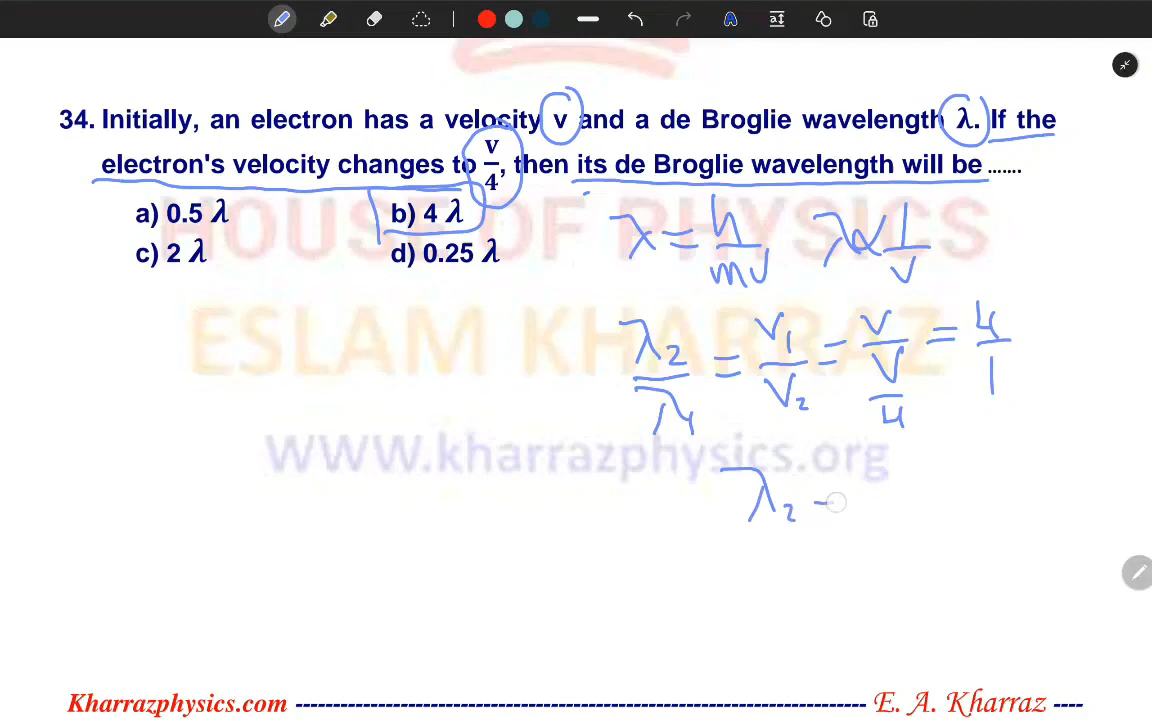 34. Initially, an electron has a velocity v and a de Broglie wavelength λ. If the
electron's velocity changes to v/4, then its de Broglie wavelength will be .......
a) 0.5 λ b) 4 λ
c) 2 λ d) 0.25 λ
λ = h/mv λ α 1/v
λ2/λ1 = V1/V2 = V/(V/4) = 4/1
λ2 -
HOUSE OF PHYSICS
ESLAM KHARRAZ
www.kharrazphysics.org
Kharrazphysics.com ------------------------------------------------------------------------ E. A. Kharraz ----